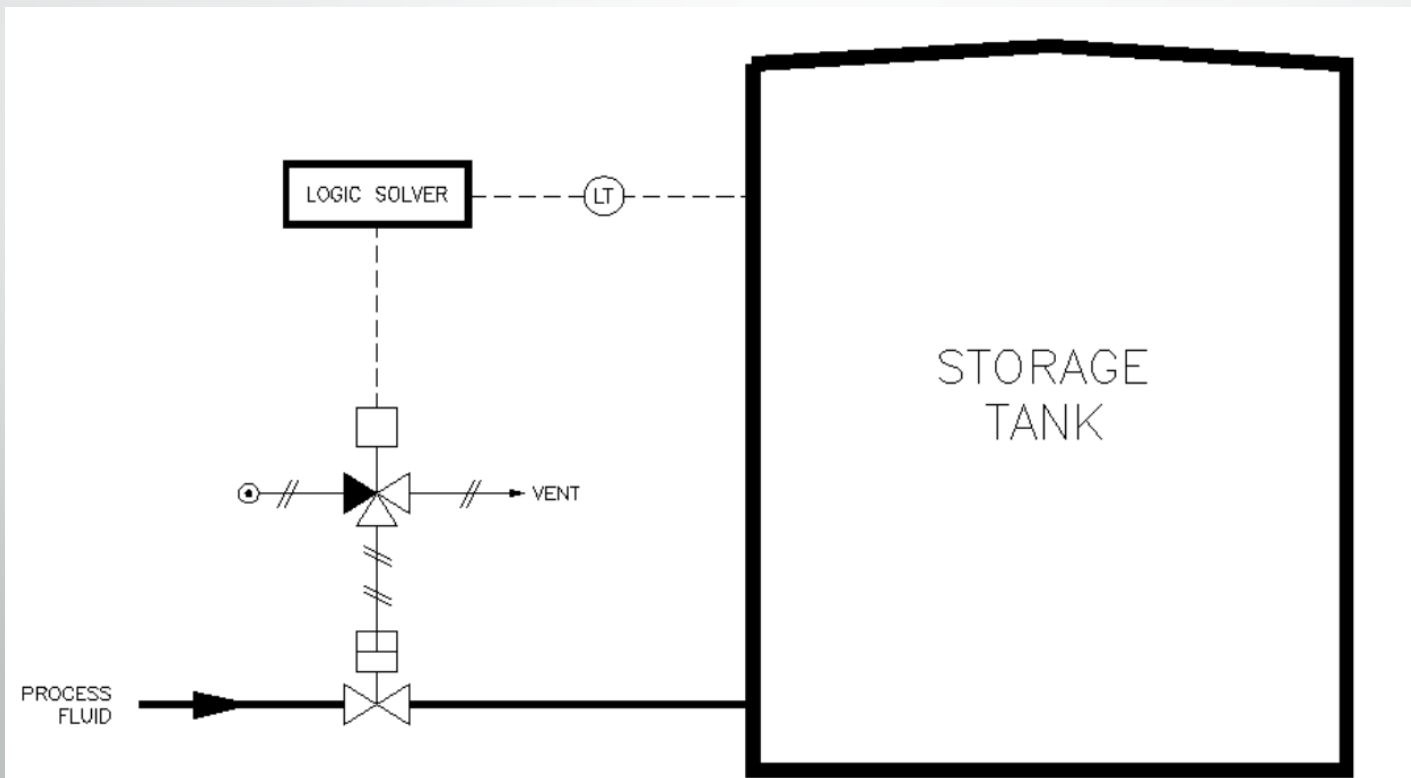 LOGIC SOLVER
LT
STORAGE
TANK
VENT
PROCESS
FLUID